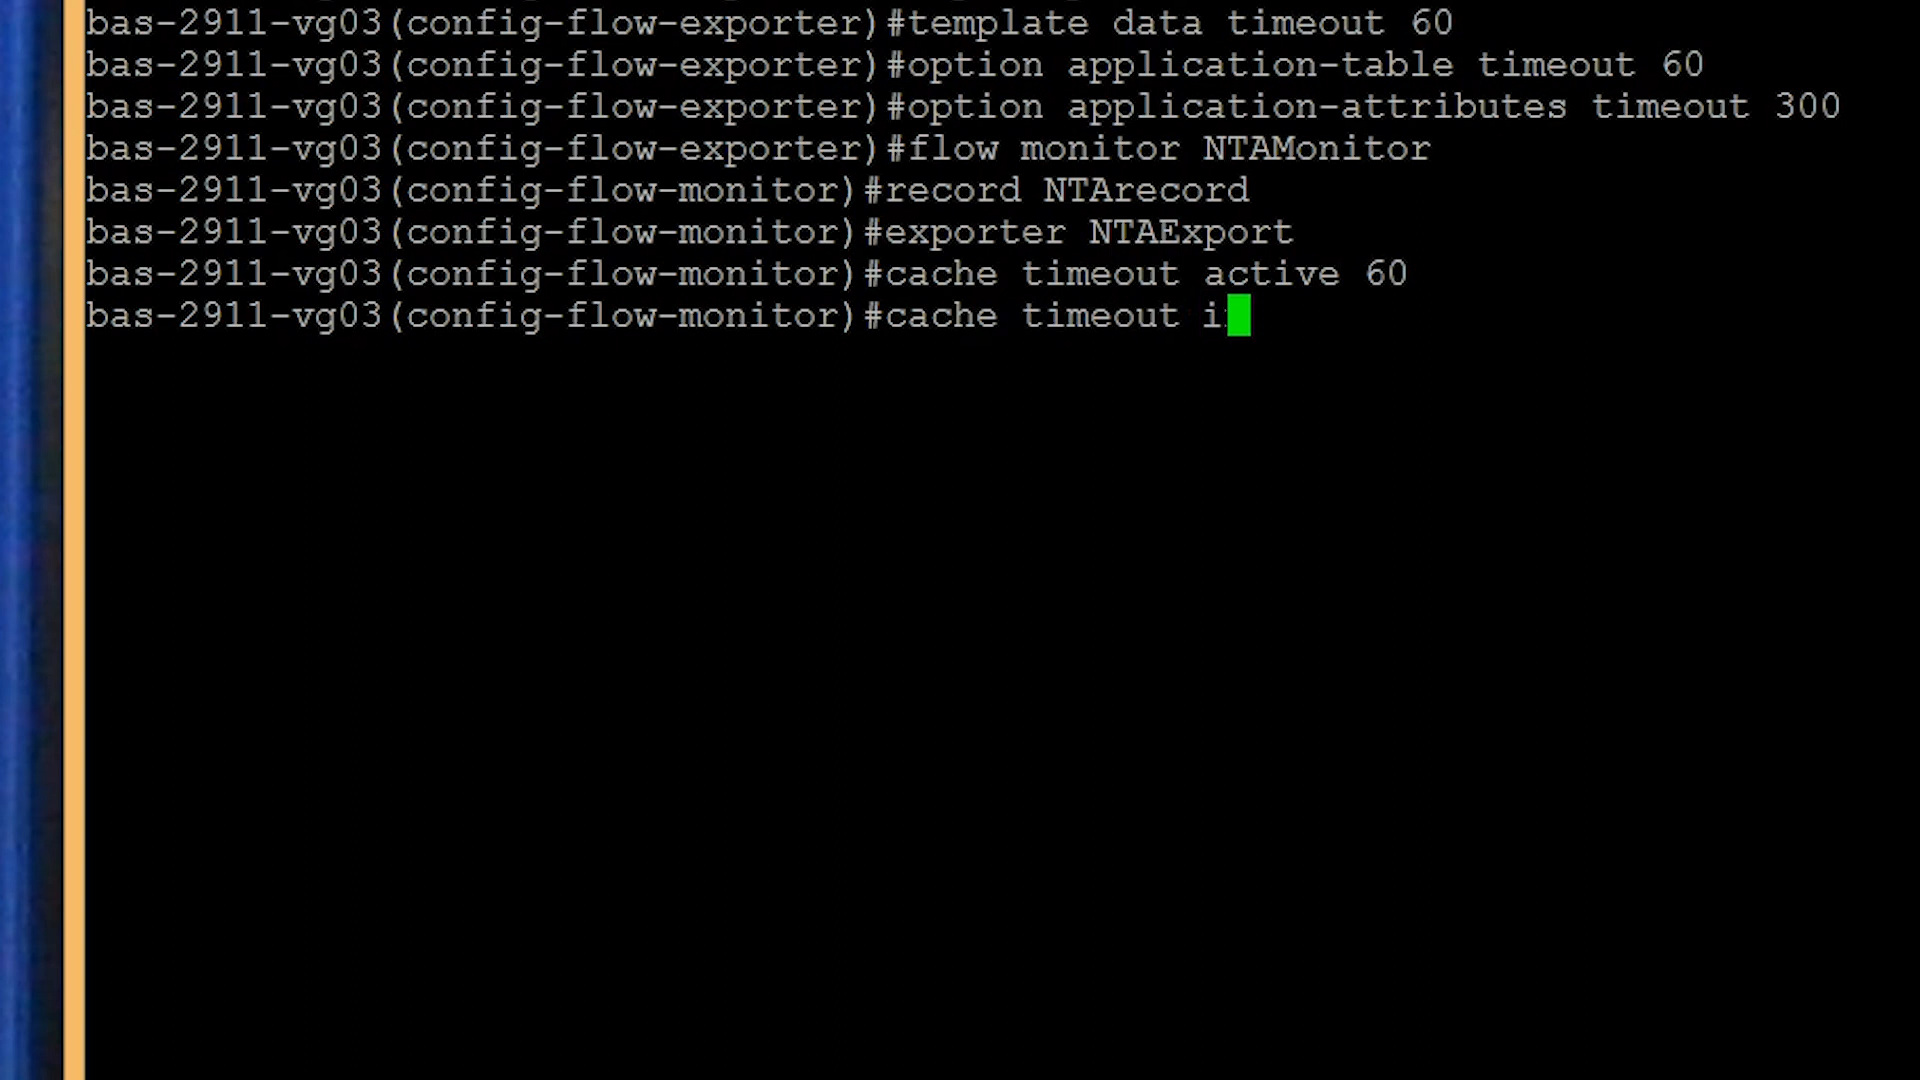 bas-2911-vg03(config-flow-exporter)#template data timeout 60
bas-2911-vg03(config-flow-exporter)#option application-table timeout 60
bas-2911-vg03(config-flow-exporter)#option application-attributes timeout 300
bas-2911-vg03(config-flow-exporter)#flow monitor NTAMonitor
bas-2911-vg03(config-flow-monitor)#record NTArecord
bas-2911-vg03(config-flow-monitor)#exporter NTAExport
bas-2911-vg03(config-flow-monitor)#cache timeout active 60
bas-2911-vg03(config-flow-monitor)#cache timeout i